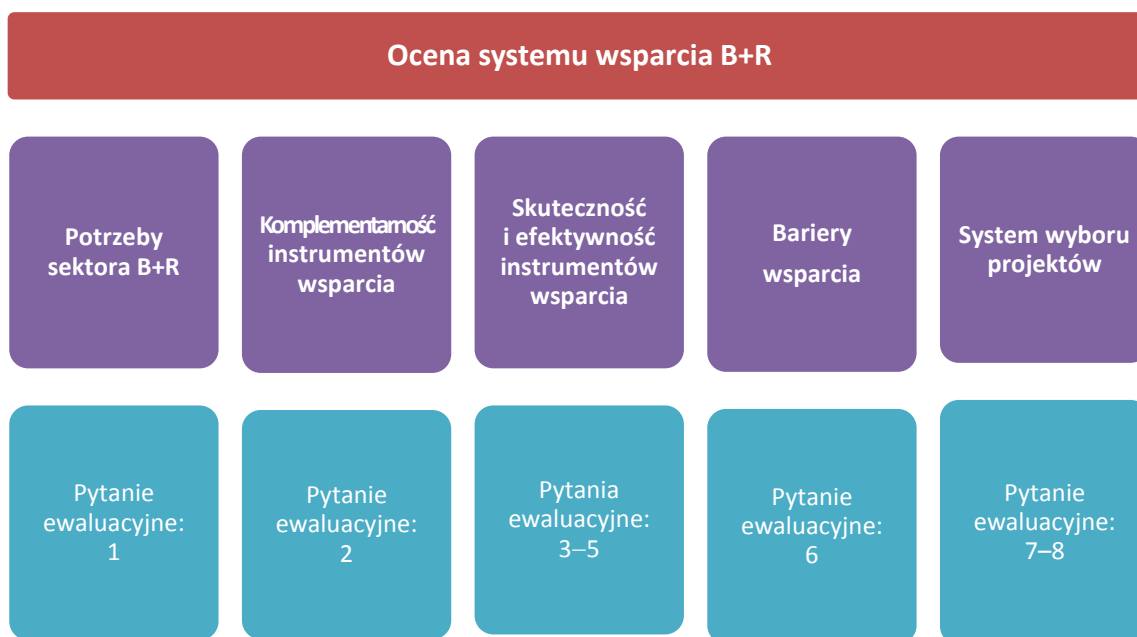 Ocena systemu wsparcia B+R
Potrzeby
sektora B+R
Komplementarność
instrumentów
wsparcia
Skuteczność
i efektywność
instrumentów
wsparcia
Bariery
wsparcia
System wyboru
projektów
Pytanie
ewaluacyjne:
1
Pytanie
ewaluacyjne:
2
Pytania
ewaluacyjne:
3–5
Pytanie
ewaluacyjne:
6
Pytanie
ewaluacyjne:
7–8